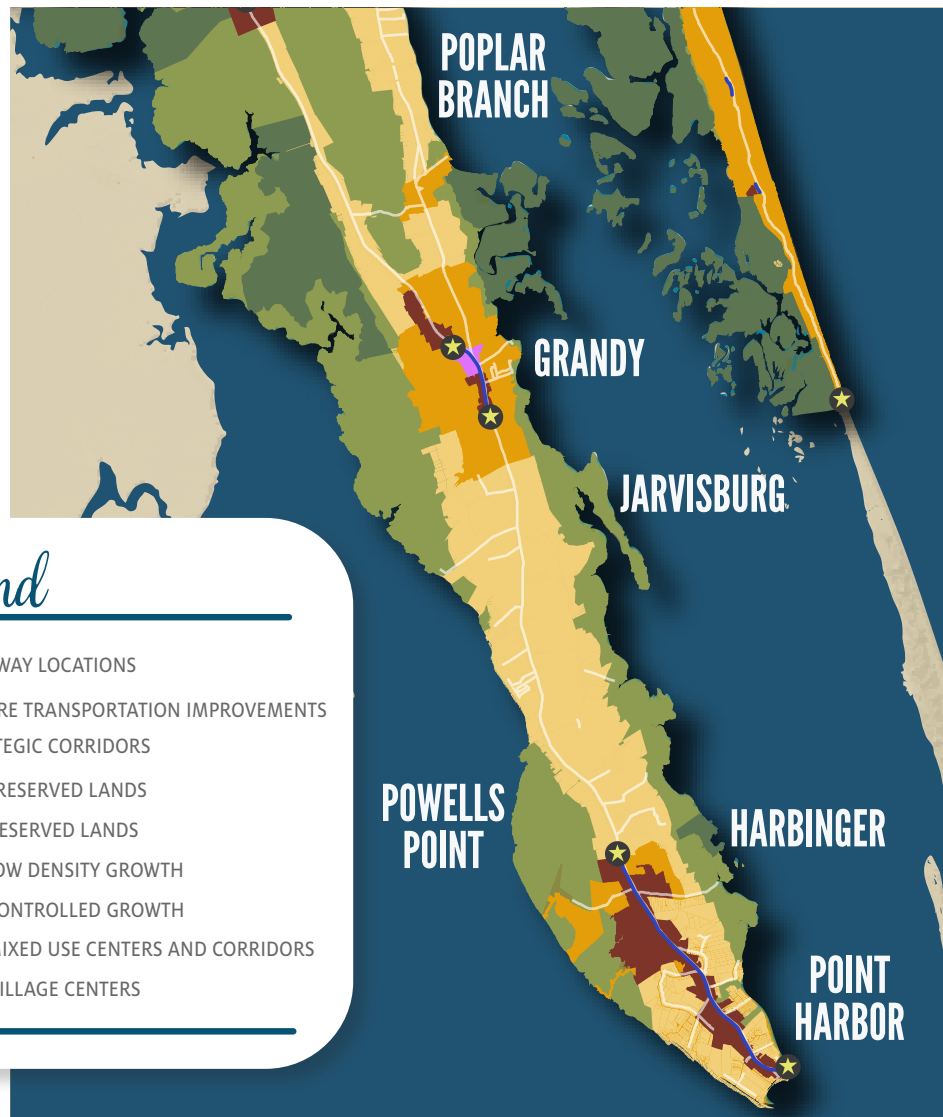 POPLAR
BRANCH
GRANDY
JARVISBURG
nd
WAY LOCATIONS
RE TRANSPORTATION IMPROVEMENTS
TEGIC CORRIDORS
RESERVED LANDS
ESERVED LANDS
OW DENSITY GROWTH
ONTROLLED GROWTH
MIXED USE CENTERS AND CORRIDORS
ILLAGE CENTERS
POWELLS
POINT
HARBINGER
POINT
HARBOR